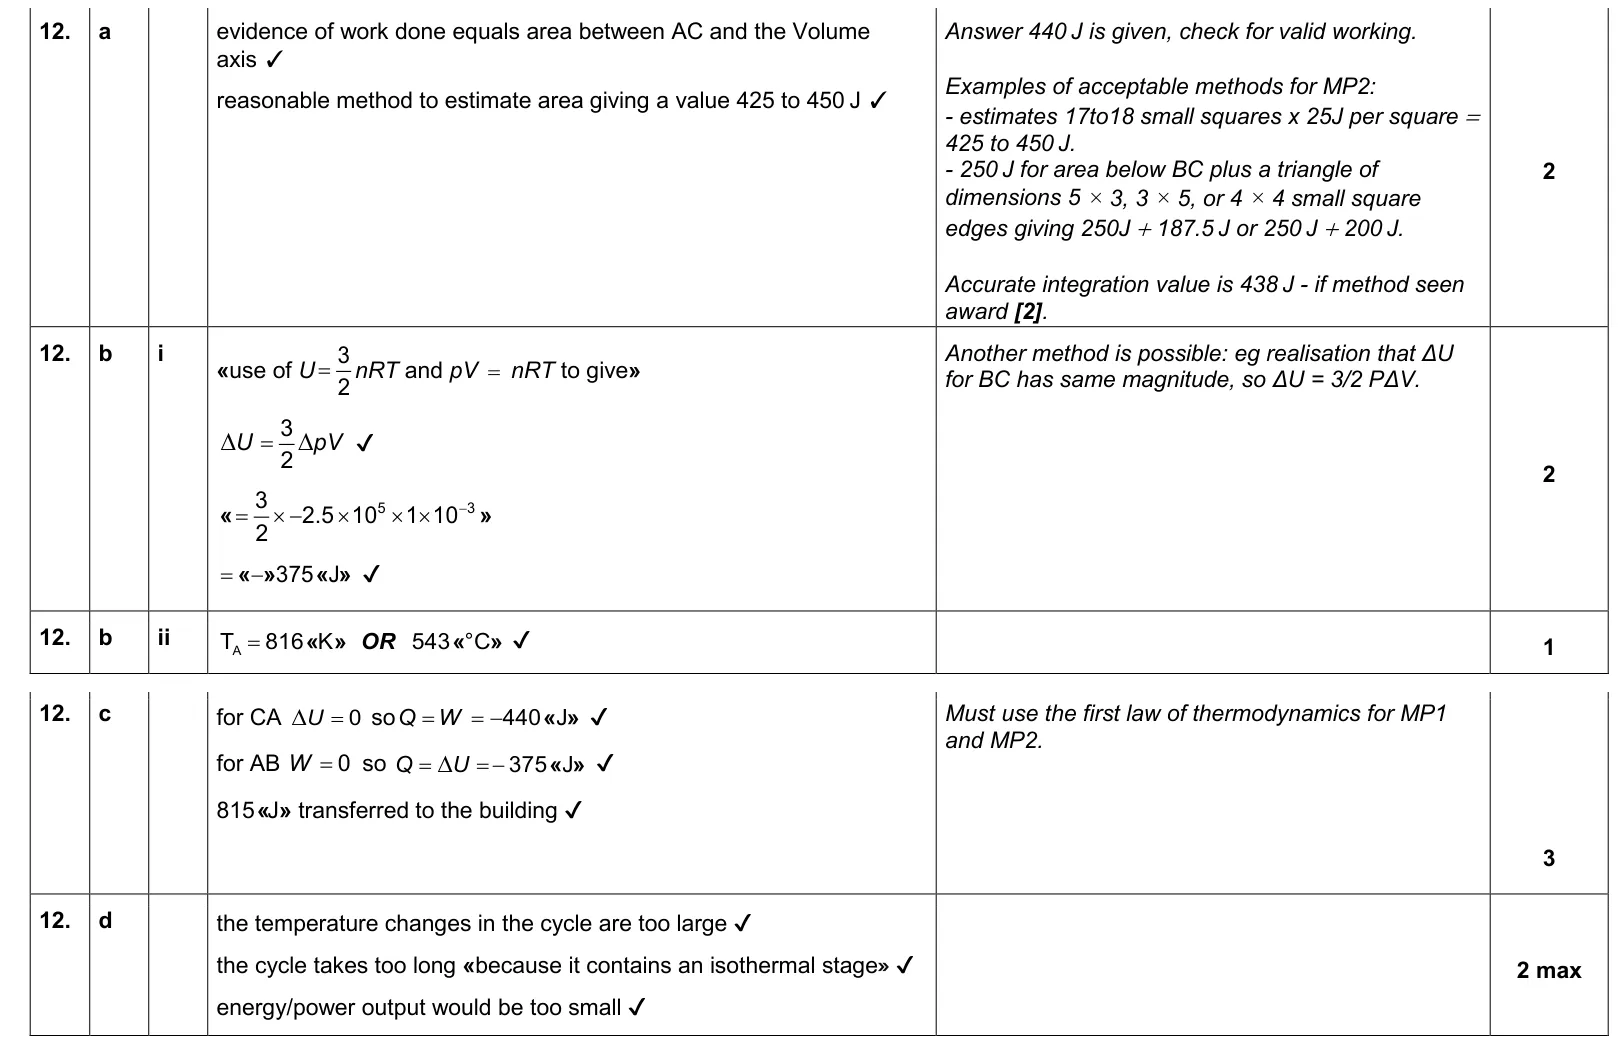 12. a evidence of work done equals area between AC and the Volume
axis ✓
reasonable method to estimate area giving a value 425 to 450 J ✓
Answer 440 J is given, check for valid working.
Examples of acceptable methods for MP2:
- estimates 17to18 small squares x 25J per square =
425 to 450 J.
- 250 J for area below BC plus a triangle of
dimensions 5 × 3, 3 × 5, or 4 × 4 small square
edges giving 250J + 187.5 J or 250 J + 200 J.
Accurate integration value is 438 J - if method seen
award [2].
2
12. b i «use of U= 3/2 nRT and pV = nRT to give»
ΔU = 3/2 ΔpV ✓
«= 3/2 × −2.5×10⁵ ×1×10⁻³ »
= «−»375 «J» ✓
Another method is possible: eg realisation that ΔU
for BC has same magnitude, so ΔU = 3/2 PΔV.
2
12. b ii T_A = 816 «K» OR 543 «°C» ✓
1
12. c for CA ΔU = 0 so Q = W = −440 «J» ✓
for AB W = 0 so Q = ΔU = − 375 «J» ✓
815 «J» transferred to the building ✓
Must use the first law of thermodynamics for MP1
and MP2.
3
12. d the temperature changes in the cycle are too large ✓
the cycle takes too long «because it contains an isothermal stage» ✓
energy/power output would be too small ✓
2 max